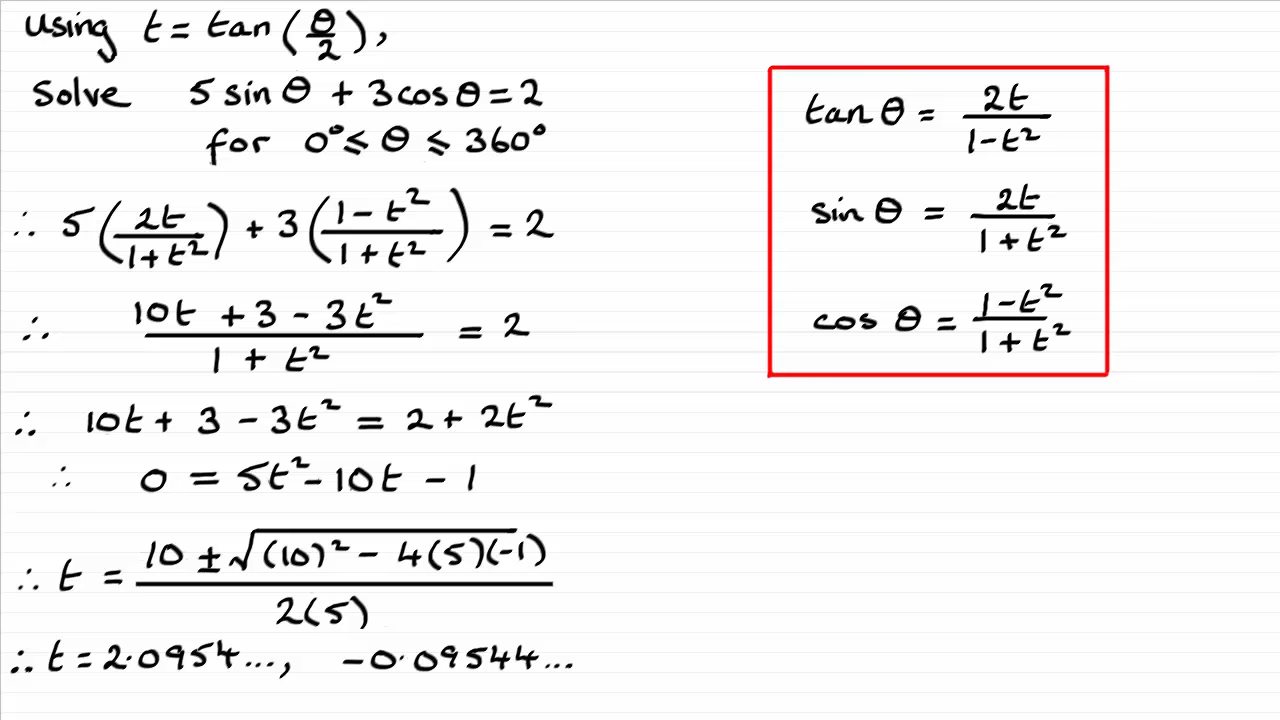 Using t = tan(θ/2),
Solve 5 sin θ + 3 cos θ = 2
for 0° ≤ θ ≤ 360°
∴ 5(2t/(1+t²)) + 3((1-t²)/(1+t²)) = 2
∴ (10t + 3 - 3t²)/(1 + t²) = 2
∴ 10t + 3 - 3t² = 2 + 2t²
∴ 0 = 5t² - 10t - 1
∴ t = (10 ± √((10)² - 4(5)(-1)))/(2(5))
∴ t = 2.0954..., -0.09544...
tan θ = 2t/(1-t²)
sin θ = 2t/(1+t²)
cos θ = (1-t²)/(1+t²)